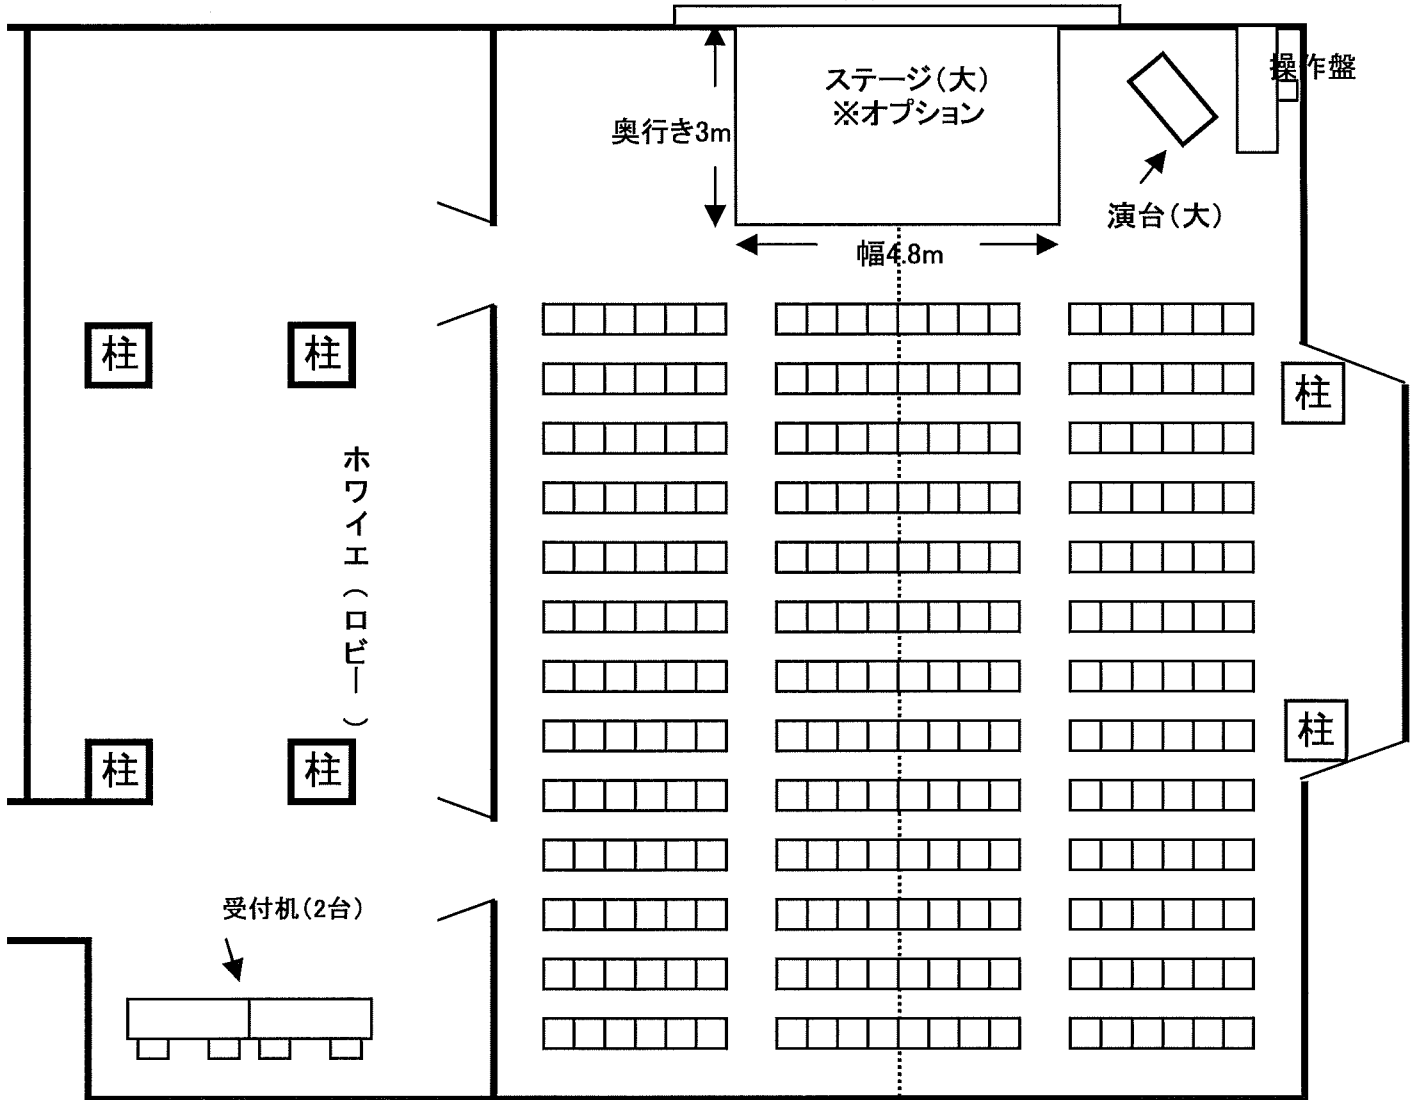 ステージ(大)
※オプション
操作盤
奥行き3m
演台(大)
幅4.8m
柱
柱
柱
ホワイエ(ロビー)
柱
柱
柱
受付机(2台)